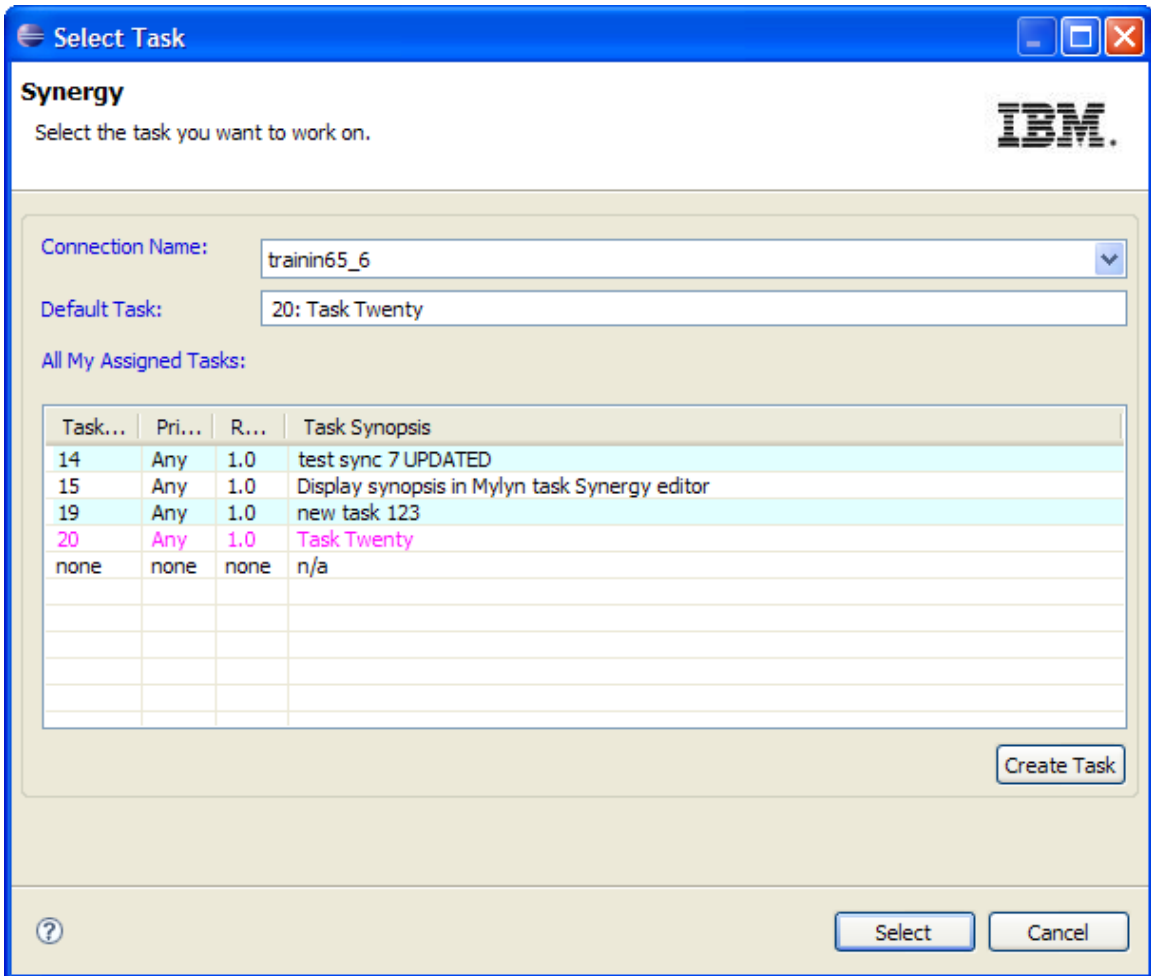 Select Task
Synergy
Select the task you want to work on.
IBM.
Connection Name: trainin65_6
Default Task: 20: Task Twenty
All My Assigned Tasks:
Task... Pri... R... Task Synopsis
14 Any 1.0 test sync 7 UPDATED
15 Any 1.0 Display synopsis in Mylyn task Synergy editor
19 Any 1.0 new task 123
20 Any 1.0 Task Twenty
none none none n/a
Create Task
?
Select Cancel